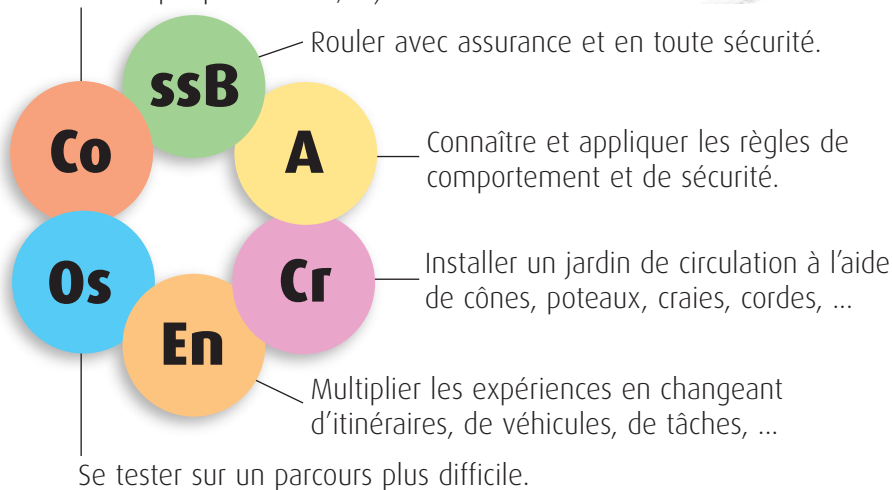 ssB
Rouler avec assurance et en toute sécurité.
Co
A
Connaître et appliquer les règles de
comportement et de sécurité.
Os
Cr
Installer un jardin de circulation à l'aide
de cônes, poteaux, craies, cordes, ...
En
Multiplier les expériences en changeant
d'itinéraires, de véhicules, de tâches, ...
Se tester sur un parcours plus difficile.